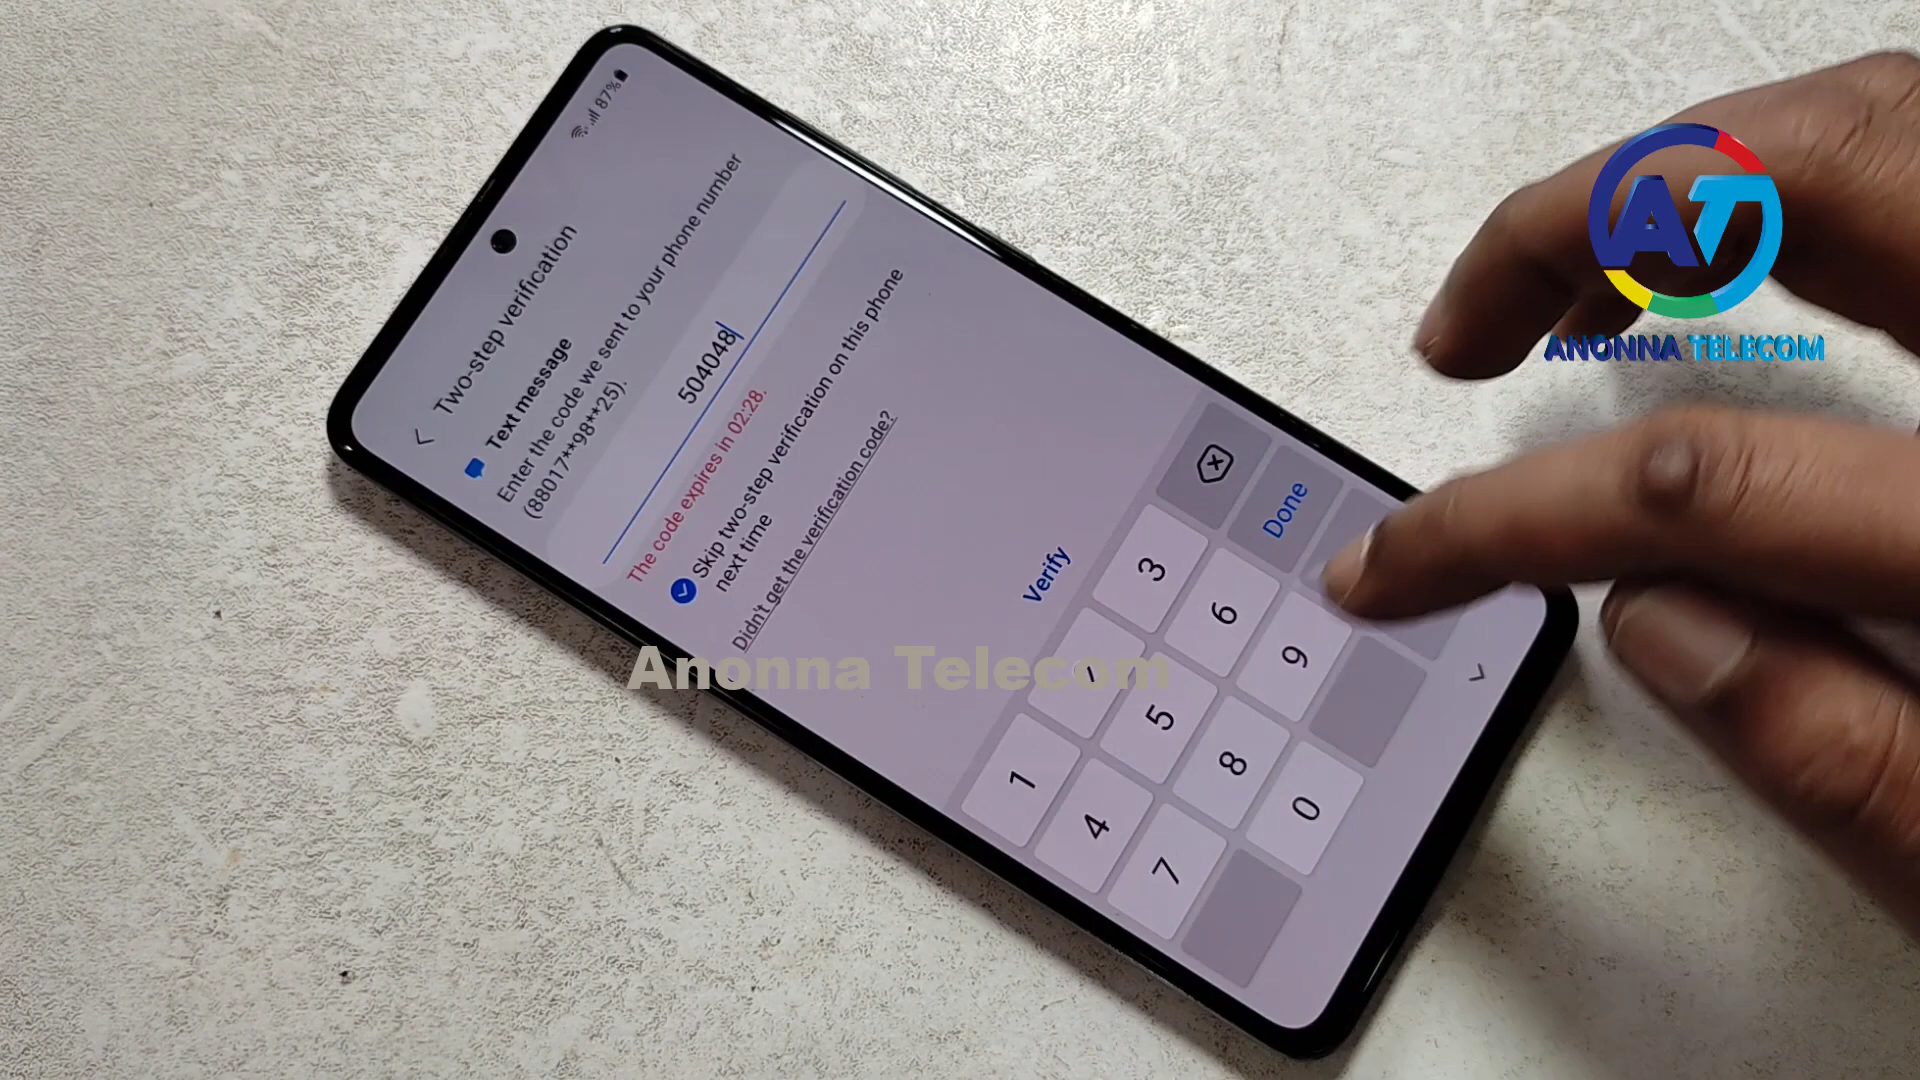 87%
Two-step verification
Text message
Enter the code we sent to your phone number
(88017**98**25).
504048
The code expires in 02:28.
Skip two-step verification on this phone
next time
Didn't get the verification code?
Verify
1
3
4 5 6 Done
7 8 9
0
AT
ANONNA TELECOM
Anonna Telecom